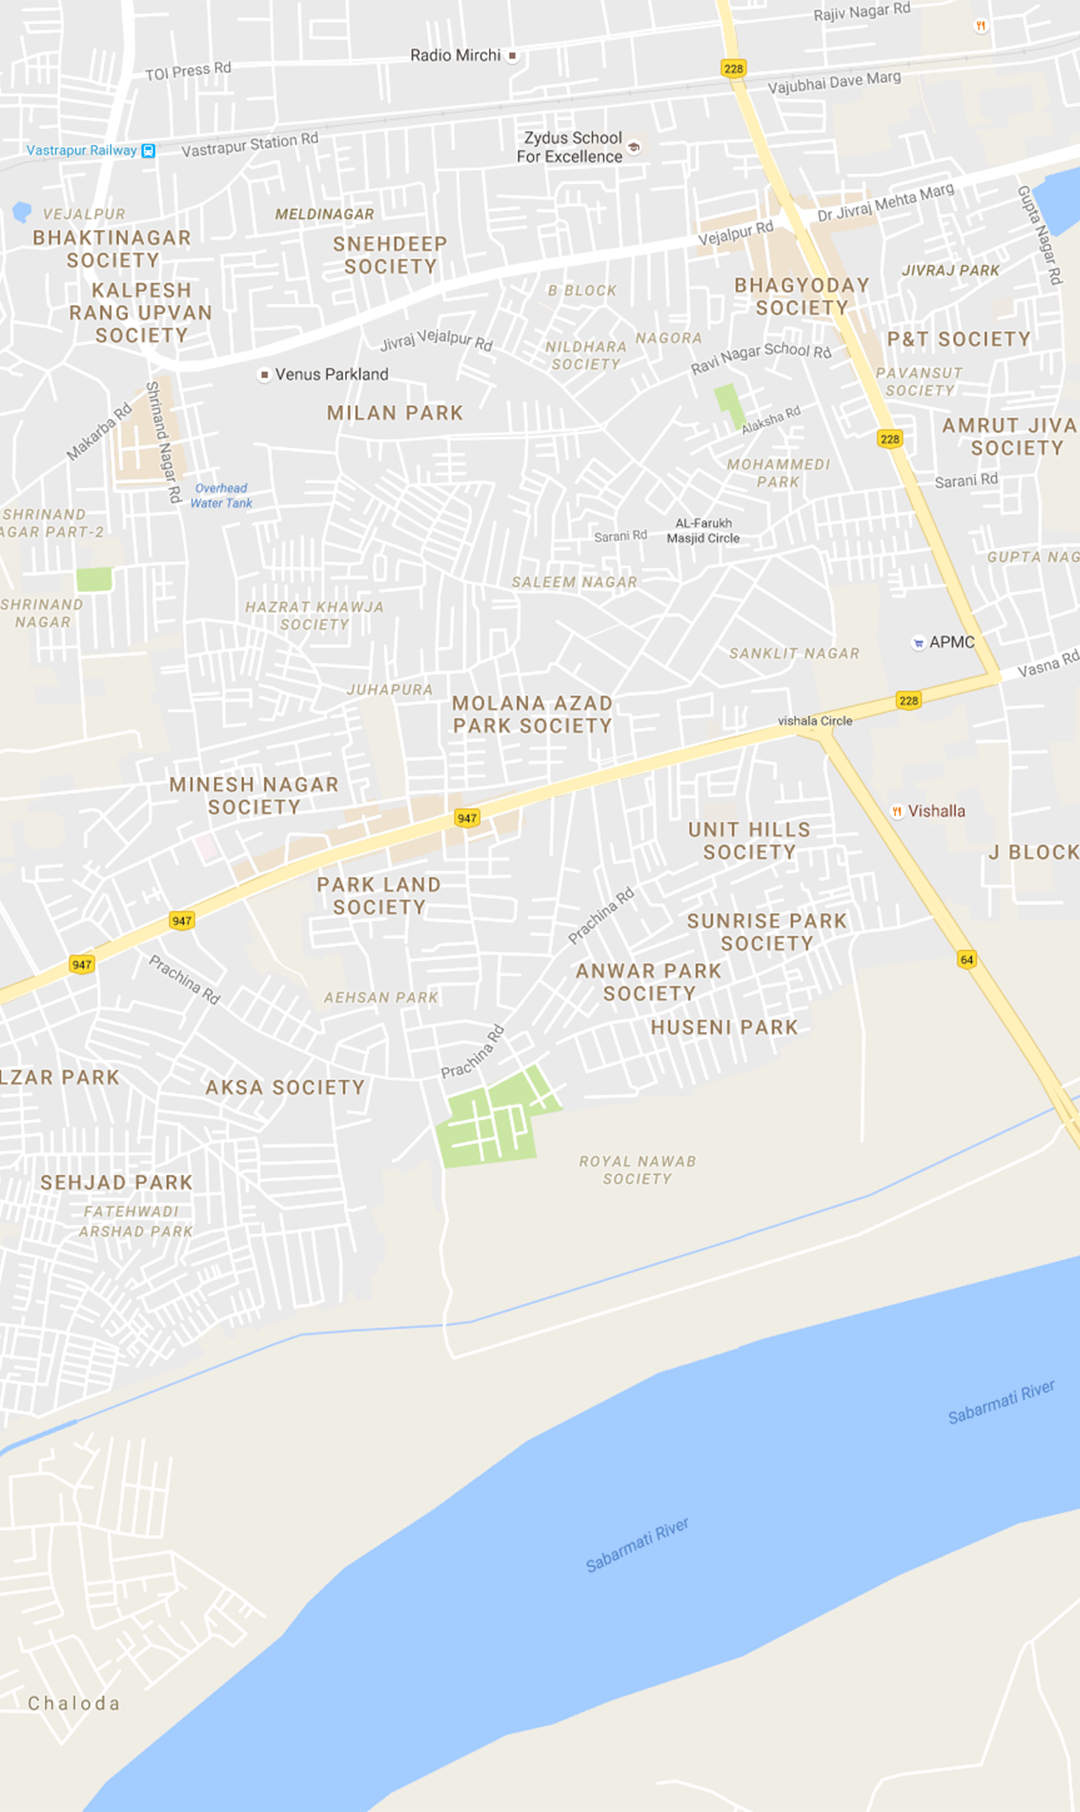 Rajiv Nagar Rd
Radio Mirchi
TOI Press Rd
228
Vajubhai Dave Marg
Vastrapur Railway
Vastrapur Station Rd
Zydus School
For Excellence
VEJALPUR
MELDINAGAR
Dr Jivraj Mehta Marg
Gupta Nagar Rd
BHAKTINAGAR
SOCIETY
SNEHDEEP
SOCIETY
Vejalpur Rd
JIVRAJ PARK
KALPESH
RANG UPVAN
SOCIETY
B BLOCK
BHAGYODAY
SOCIETY
Jivraj Vejalpur Rd
NILDHARA
SOCIETY
NAGORA
P&T SOCIETY
Ravi Nagar School Rd
Venus Parkland
PAVANSUT
SOCIETY
Makarba Rd
Shrinand Nagar Rd
MILAN PARK
Alaksha Rd
228
AMRUT JIVA
SOCIETY
MOHAMMEDI
PARK
Sarani Rd
Overhead
Water Tank
SHRINAND
AGAR PART-2
Sarani Rd
AL-Farukh
Masjid Circle
GUPTA NAG
SALEEM NAGAR
SHRINAND
NAGAR
HAZRAT KHAWJA
SOCIETY
APMC
SANKLIT NAGAR
Vasna Rd
JUHAPURA
MOLANA AZAD
PARK SOCIETY
228
vishala Circle
MINESH NAGAR
SOCIETY
947
Vishalla
UNIT HILLS
SOCIETY
J BLOCK
PARK LAND
SOCIETY
Prachina Rd
947
SUNRISE PARK
SOCIETY
947
64
Prachina Rd
ANWAR PARK
SOCIETY
AEHSAN PARK
HUSENI PARK
Prachina Rd
LZAR PARK
AKSA SOCIETY
ROYAL NAWAB
SOCIETY
SEHJAD PARK
FATEHWADI
ARSHAD PARK
Sabarmati River
Sabarmati River
Chaloda